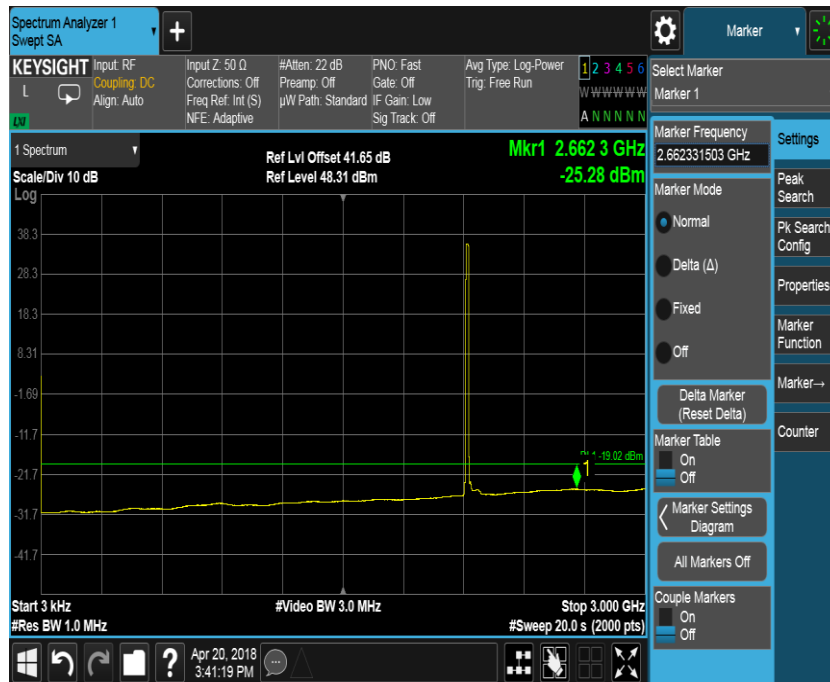 Spectrum Analyzer 1
Swept SA
+
Marker
KEYSIGHT
L
LXI
Input: RF
Coupling: DC
Align: Auto
Input Z: 50 Ω
Corrections: Off
Freq Ref: Int (S)
NFE: Adaptive
#Atten: 22 dB
Preamp: Off
µW Path: Standard
PNO: Fast
Gate: Off
IF Gain: Low
Sig Track: Off
Avg Type: Log-Power
Trig: Free Run
1 2 3 4 5 6
W W W W W W
A N N N N N
Select Marker
Marker 1
1 Spectrum
Scale/Div 10 dB
Log
Ref Lvl Offset 41.65 dB
Ref Level 48.31 dBm
Mkr1 2.662 3 GHz
-25.28 dBm
38.3
28.3
18.3
8.31
-1.69
-11.7
-21.7
-31.7
-41.7
-19.02 dBm
1
Start 3 kHz
#Res BW 1.0 MHz
#Video BW 3.0 MHz
Stop 3.000 GHz
#Sweep 20.0 s (2000 pts)
Marker Frequency
2.662331503 GHz
Marker Mode
Normal
Delta (Δ)
Fixed
Off
Delta Marker
(Reset Delta)
Marker Table
On
Off
Marker Settings
Diagram
All Markers Off
Couple Markers
On
Off
Settings
Peak
Search
Pk Search
Config
Properties
Marker
Function
Marker→
Counter
?
Apr 20, 2018
3:41:19 PM